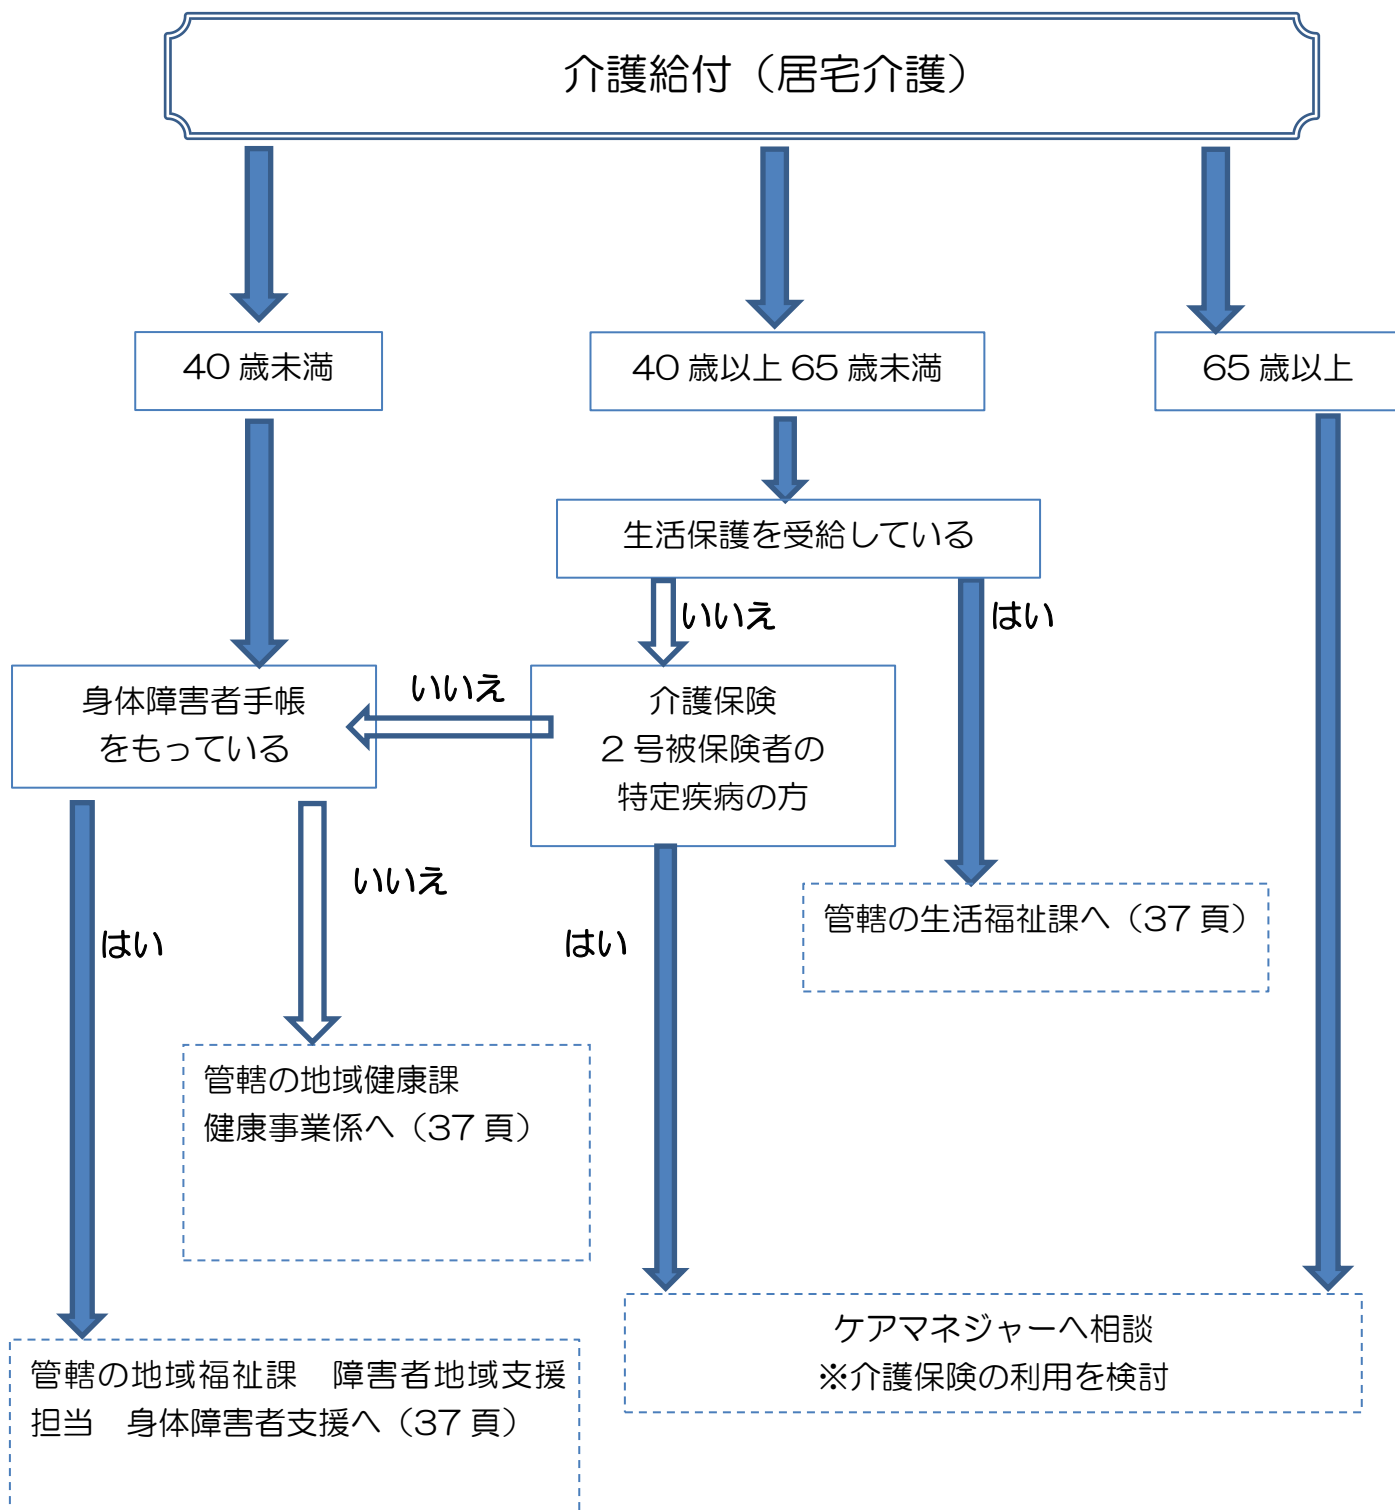 介護給付（居宅介護）
40 歳未満
40 歳以上 65 歳未満
65 歳以上
生活保護を受給している
いいえ
はい
身体障害者手帳
をもっている
いいえ
介護保険
2 号被保険者の
特定疾病の方
いいえ
はい
はい
管轄の生活福祉課へ（37 頁）
管轄の地域健康課
健康事業係へ（37 頁）
ケアマネジャーへ相談
※介護保険の利用を検討
管轄の地域福祉課　障害者地域支援
担当　身体障害者支援へ（37 頁）